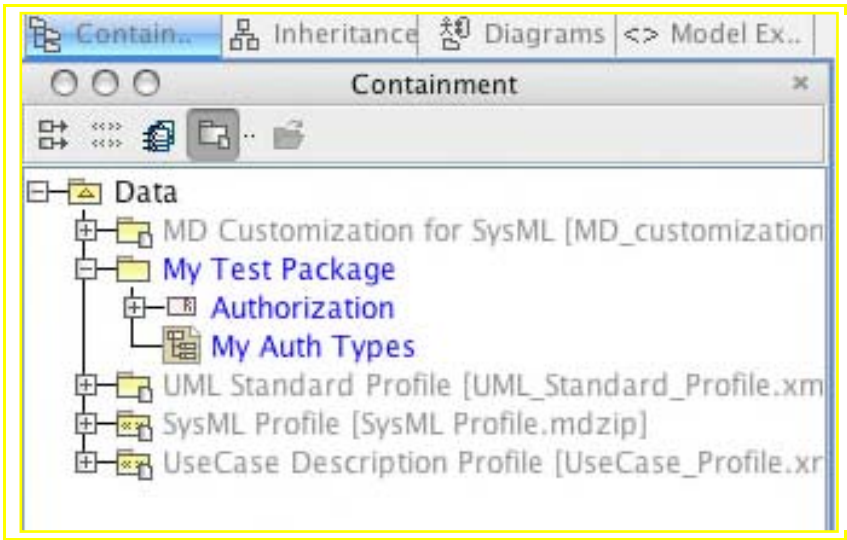 Contain.. Inheritance Diagrams <> Model Ex..
Containment
Data
MD Customization for SysML [MD_customization
My Test Package
Authorization
My Auth Types
UML Standard Profile [UML_Standard_Profile.xm
SysML Profile [SysML Profile.mdzip]
UseCase Description Profile [UseCase_Profile.xr